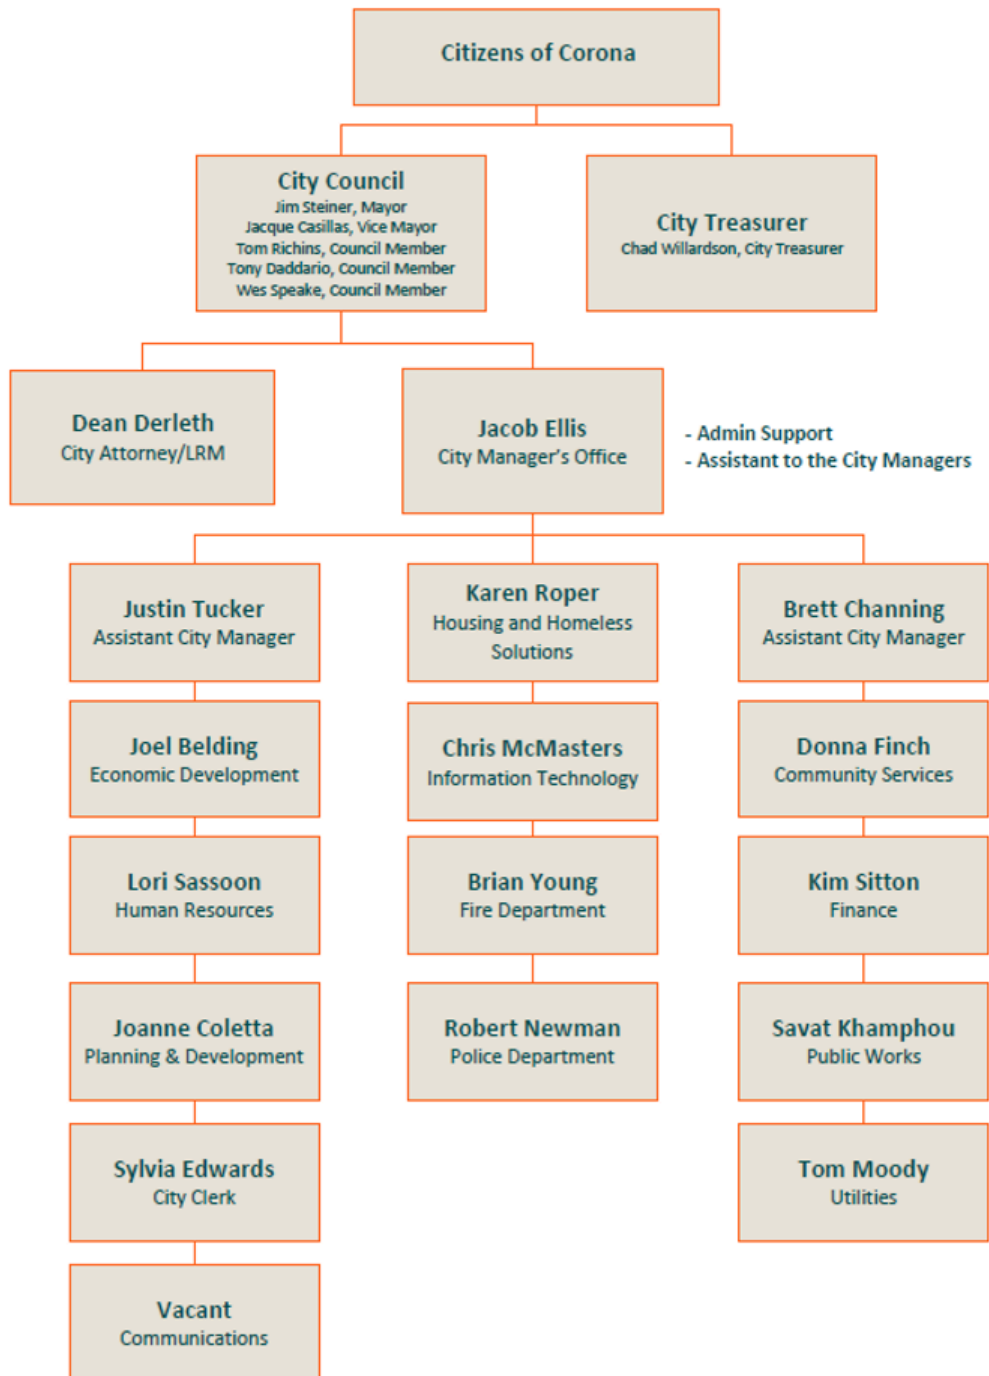 Citizens of Corona
City Council
Jim Steiner, Mayor
Jacque Casillas, Vice Mayor
Tom Richins, Council Member
Tony Daddario, Council Member
Wes Speake, Council Member
City Treasurer
Chad Willardson, City Treasurer
Dean Derleth
City Attorney/LRM
Jacob Ellis
City Manager's Office
- Admin Support
- Assistant to the City Managers
Justin Tucker
Assistant City Manager
Karen Roper
Housing and Homeless
Solutions
Brett Channing
Assistant City Manager
Joel Belding
Economic Development
Chris McMasters
Information Technology
Donna Finch
Community Services
Lori Sassoon
Human Resources
Brian Young
Fire Department
Kim Sitton
Finance
Joanne Coletta
Planning & Development
Robert Newman
Police Department
Savat Khamphou
Public Works
Sylvia Edwards
City Clerk
Tom Moody
Utilities
Vacant
Communications